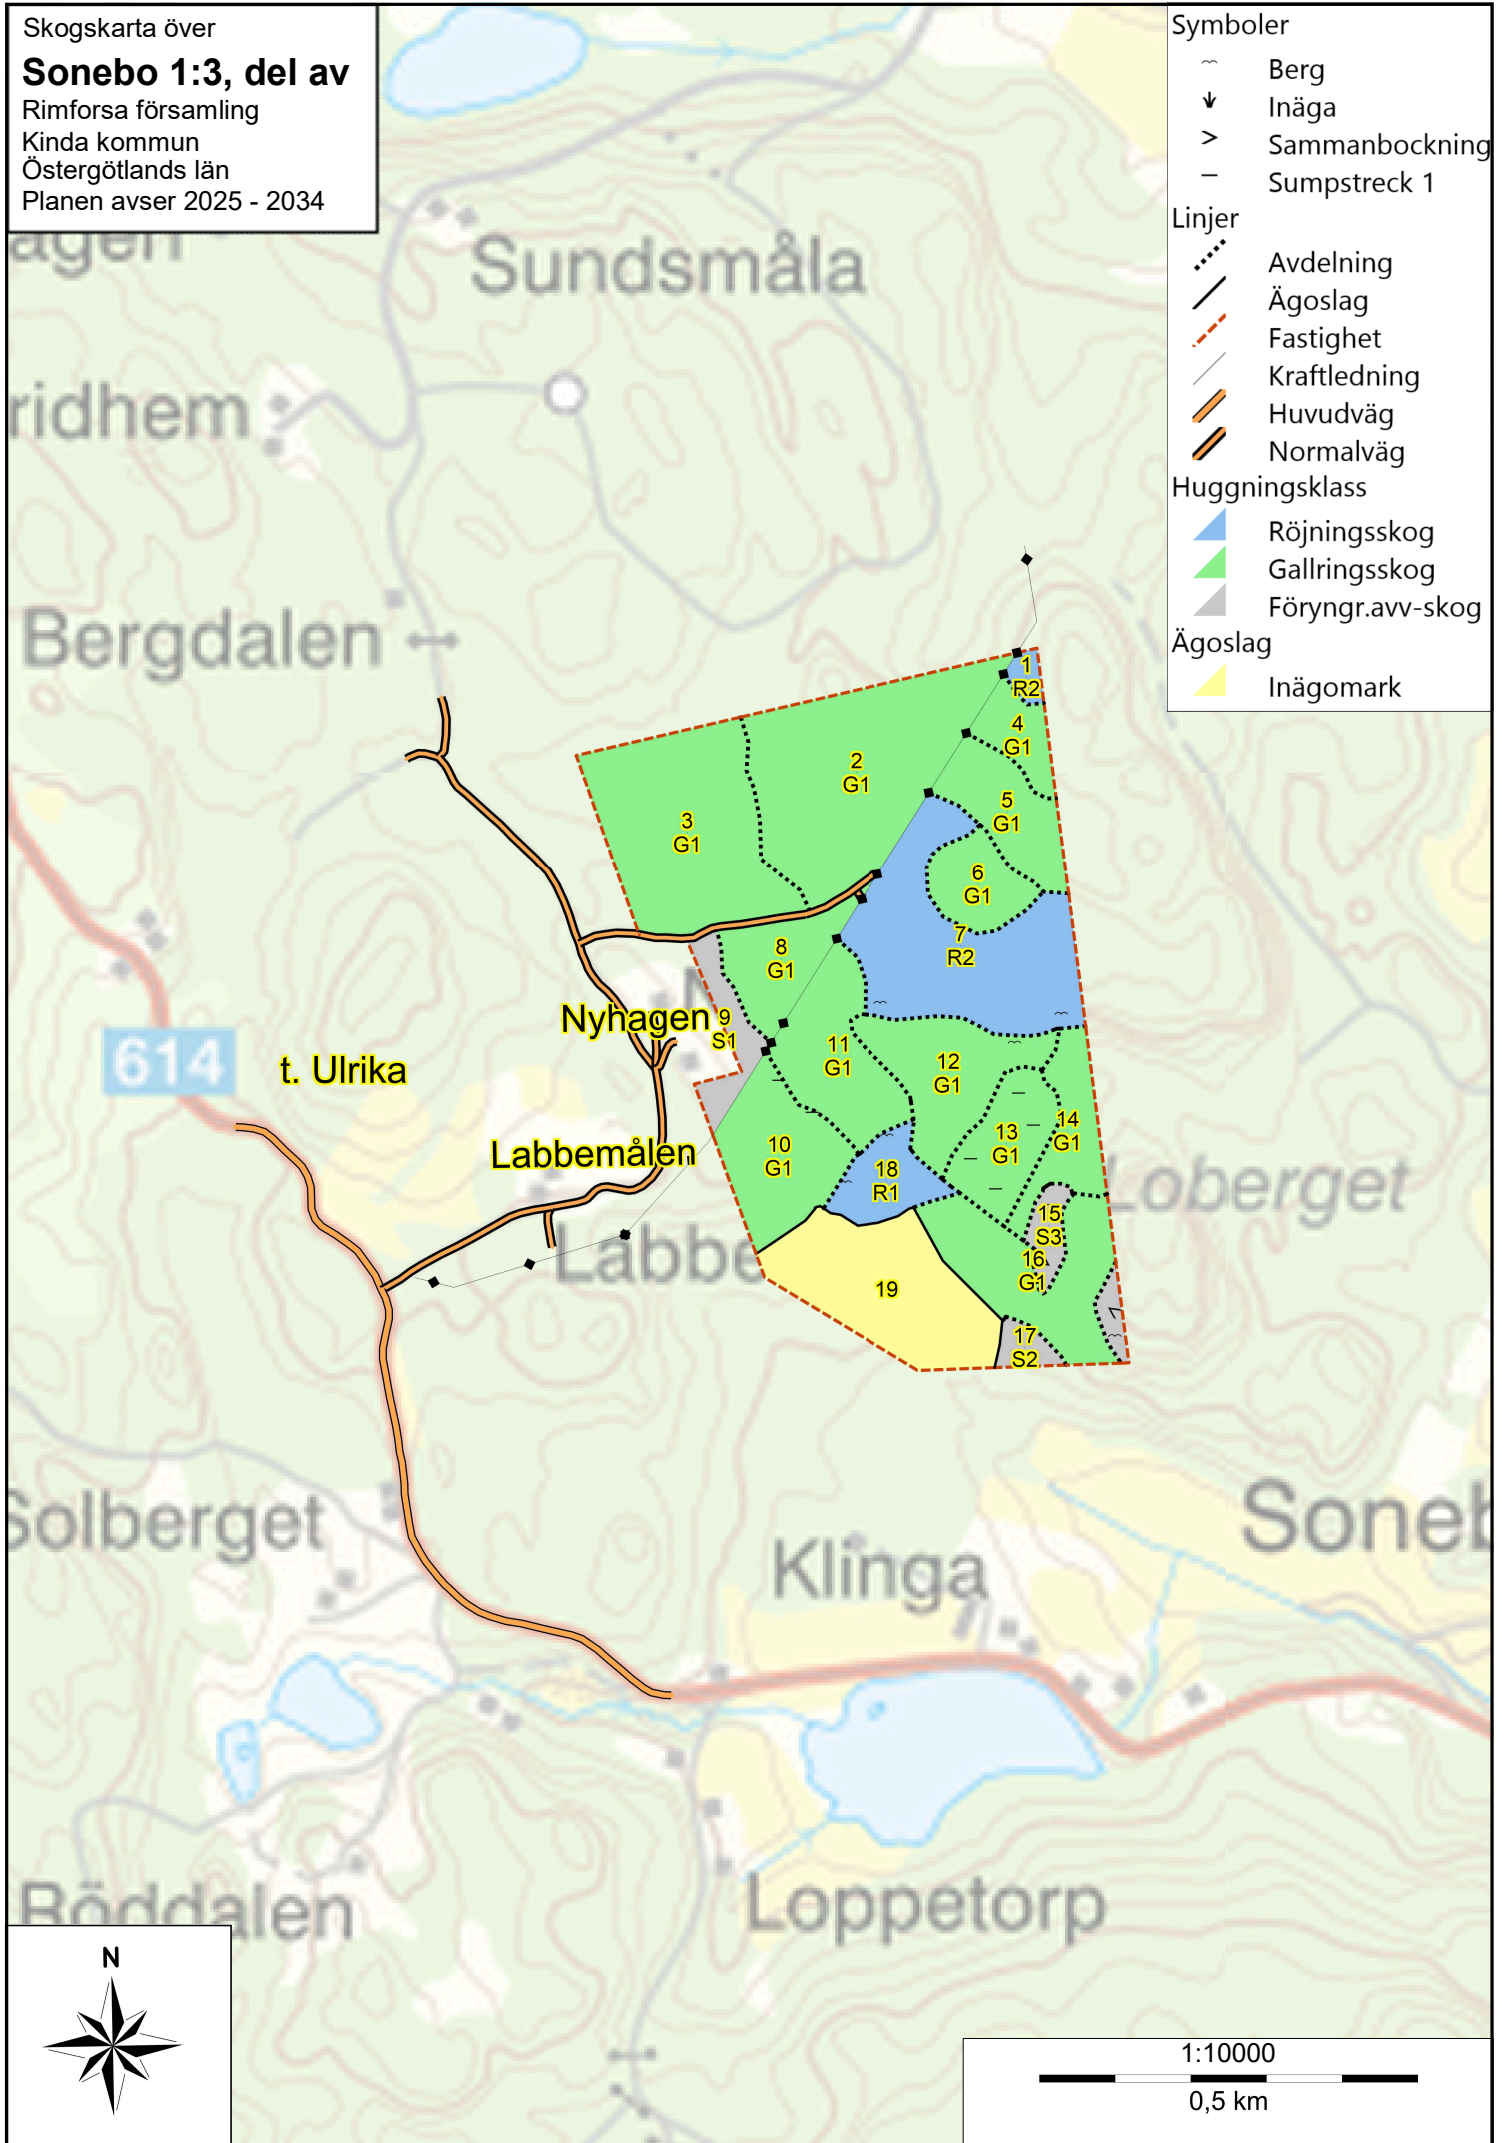 Skogskarta över
Sonebo 1:3, del av
Rimforsa församling
Kinda kommun
Östergötlands län
Planen avser 2025 - 2034
Symboler
Berg
Inäga
Sammanbockning
Sumpstreck 1
Linjer
Avdelning
Ägoslag
Fastighet
Kraftledning
Huvudväg
Normalväg
Huggningsklass
Röjningsskog
Gallringsskog
Föryngr.avv-skog
Ägoslag
Inägomark
agen
Sundsmåla
ridhem
Bergdalen
1
R2
4
G1
2
G1
5
G1
3
G1
6
G1
7
R2
8
G1
N
Nyhagen
9
S1
11
G1
12
G1
614
t. Ulrika
13
G1
14
G1
Labbemålen
10
G1
18
R1
Loberget
15
S3
Labbe
16
G1
19
17
S2
Solberget
Klinga
Soneb
Röddalen
Loppetorp
N
1:10000
0,5 km